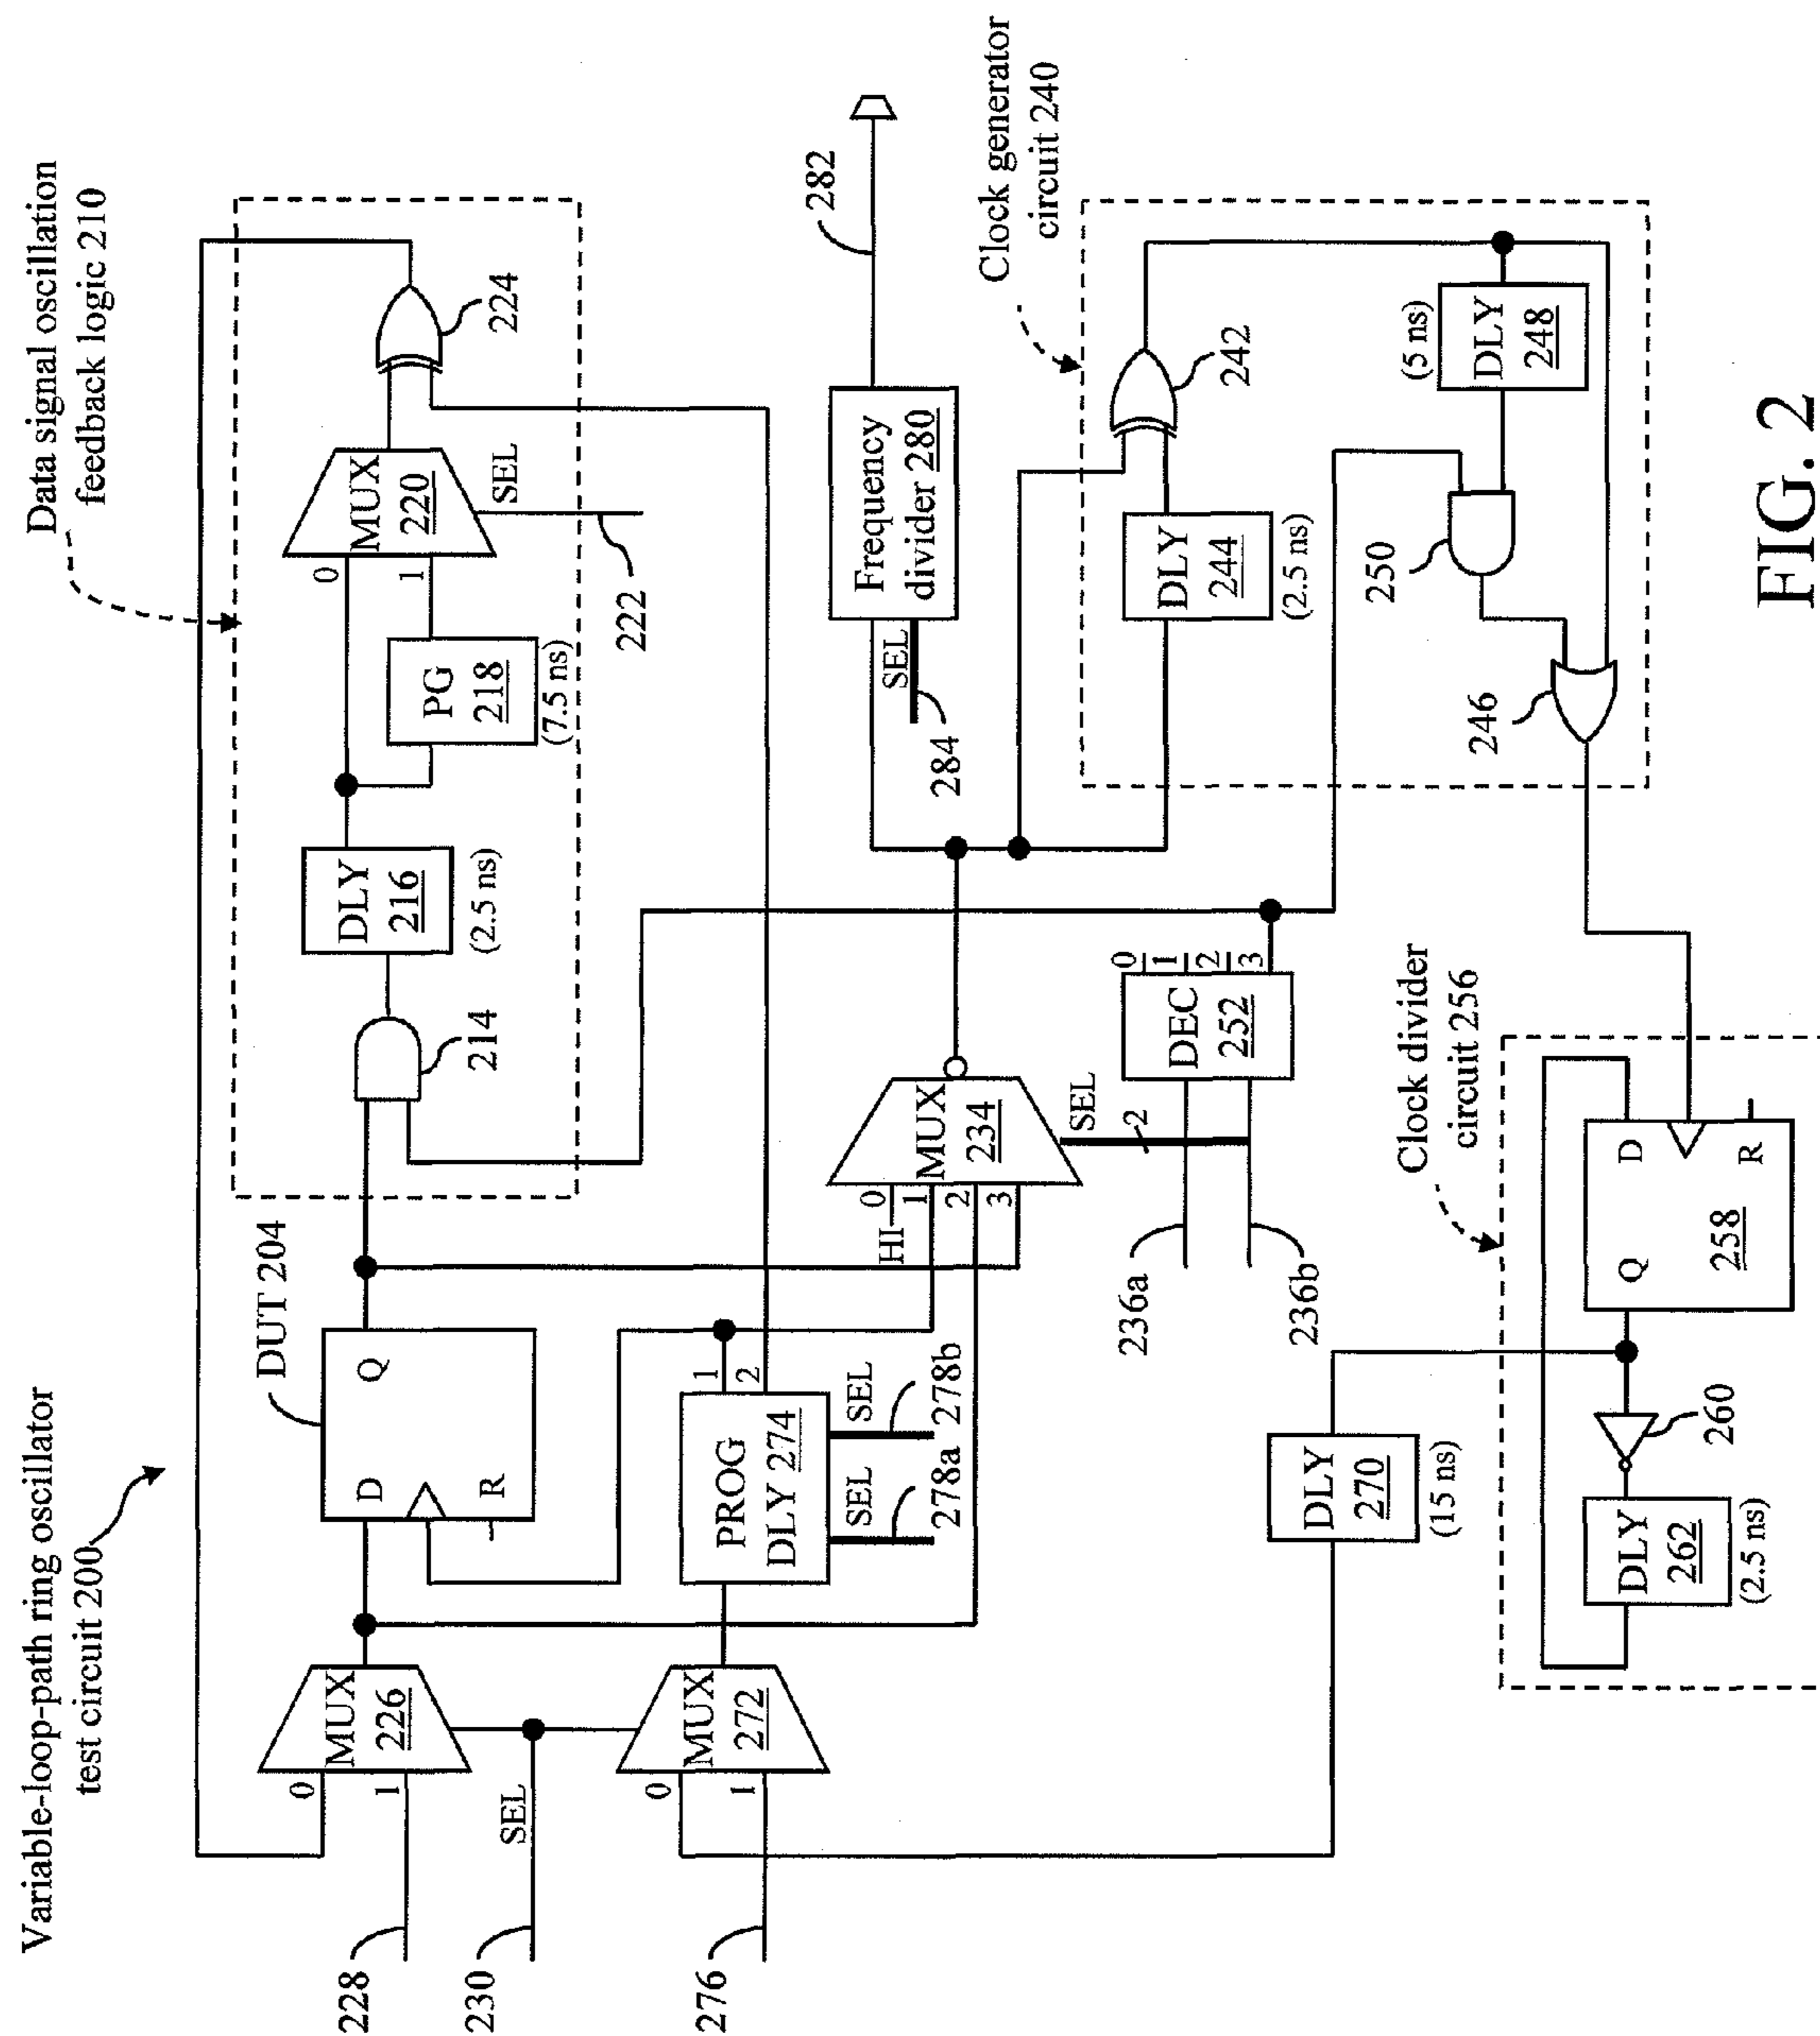 Variable-loop-path ring oscillator
test circuit 200
Data signal oscillation
feedback logic 210
DUT 204
D
Q
R
214
DLY
216
(2.5 ns)
PG
218
(7.5 ns)
0
1
MUX
220
SEL
222
224
0
1
MUX
226
228
SEL
230
0
1
MUX
272
276
PROG
DLY 274
1
2
SEL
278a
SEL
278b
HI
0
1
2
3
MUX
234
SEL
2
236a
236b
DEC
252
0
1
2
3
SEL
284
Frequency
divider 280
282
Clock generator
circuit 240
242
DLY
244
(2.5 ns)
(5 ns)
DLY
248
250
246
Clock divider
circuit 256
D
Q
R
258
260
DLY
262
(2.5 ns)
DLY
270
(15 ns)
FIG. 2